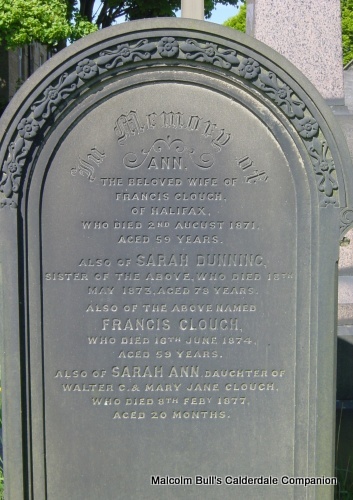 In Memory of
ANN,
THE BELOVED WIFE OF
FRANCIS CLOUGH,
OF HALIFAX,
WHO DIED 2ND AUGUST 1871,
AGED 59 YEARS.
ALSO OF SARAH DUNNING,
SISTER OF THE ABOVE, WHO DIED 18TH
MAY 1873, AGED 78 YEARS.
ALSO OF THE ABOVE NAMED
FRANCIS CLOUGH,
WHO DIED 16TH JUNE 1874,
AGED 59 YEARS.
ALSO OF SARAH ANN, DAUGHTER OF
WALTER C. & MARY JANE CLOUGH,
WHO DIED 8TH FEBY 1877,
AGED 20 MONTHS.
Malcolm Bull's Calderdale Companion